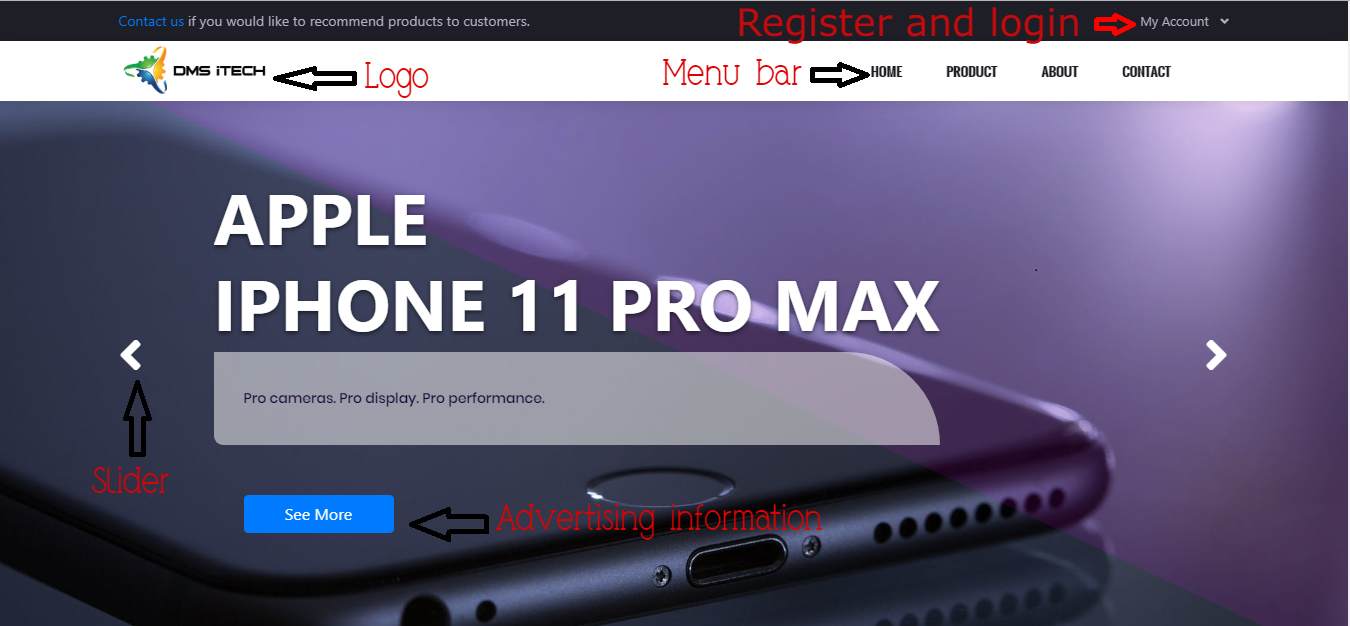 Contact us if you would like to recommend products to customers. Register and login My Account
DMS iTECH Logo Menu bar HOME PRODUCT ABOUT CONTACT
APPLE
IPHONE 11 PRO MAX
Pro cameras. Pro display. Pro performance.
Slider
See More Advertising information